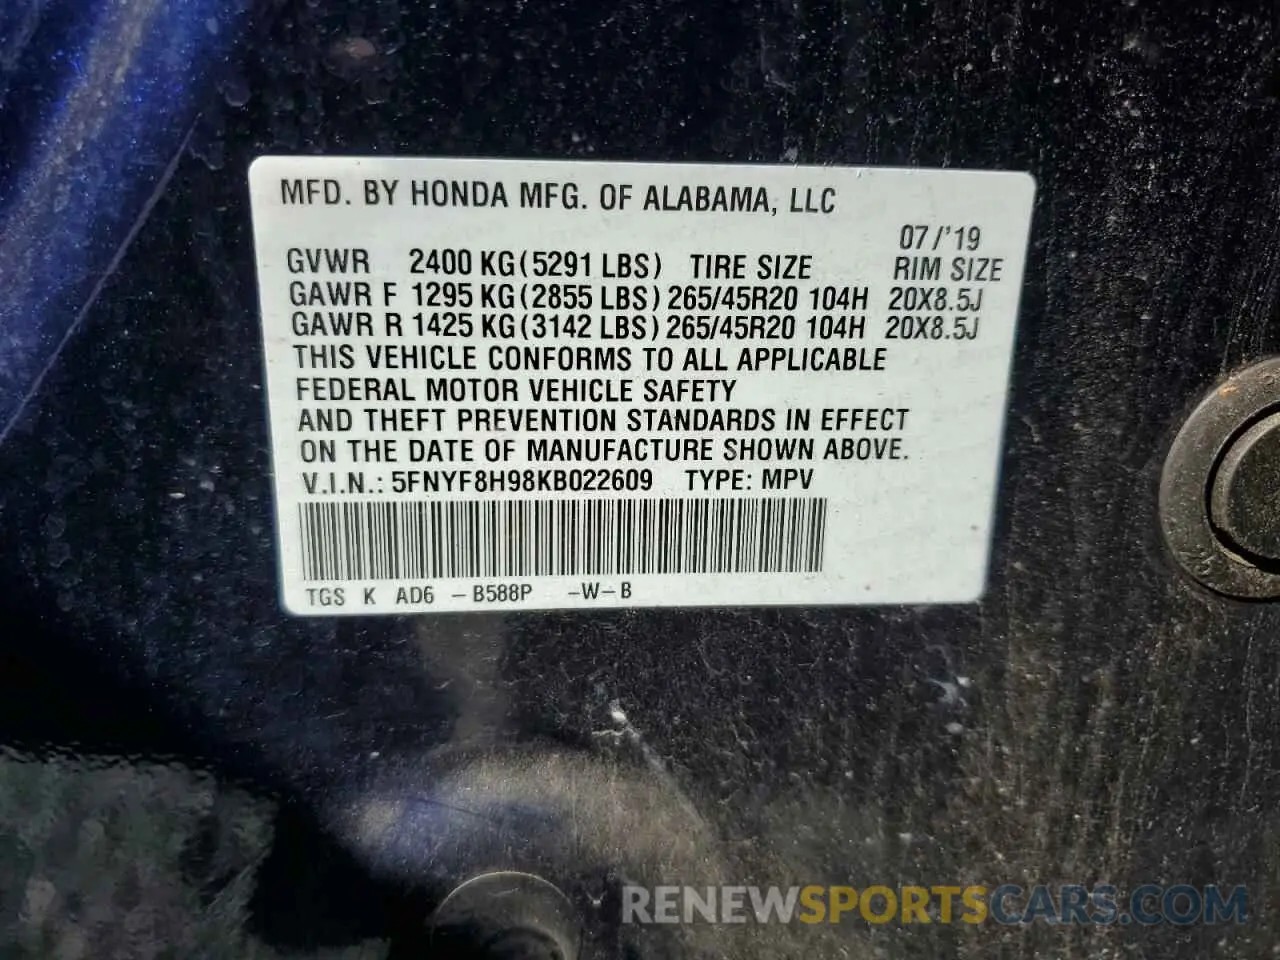 MFD. BY HONDA MFG. OF ALABAMA, LLC
07/'19
GVWR 2400 KG(5291 LBS) TIRE SIZE RIM SIZE
GAWR F 1295 KG(2855 LBS) 265/45R20 104H 20X8.5J
GAWR R 1425 KG(3142 LBS) 265/45R20 104H 20X8.5J
THIS VEHICLE CONFORMS TO ALL APPLICABLE
FEDERAL MOTOR VEHICLE SAFETY
AND THEFT PREVENTION STANDARDS IN EFFECT
ON THE DATE OF MANUFACTURE SHOWN ABOVE.
V.I.N.: 5FNYF8H98KB022609 TYPE: MPV
TGS K AD6 -B588P -W-B
RENEWSPORTSCARS.COM